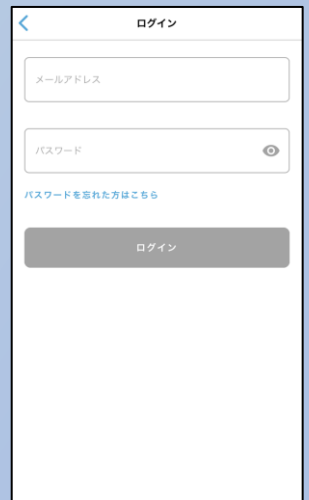 ログイン
メールアドレス
パスワード
パスワードを忘れた方はこちら
ログイン